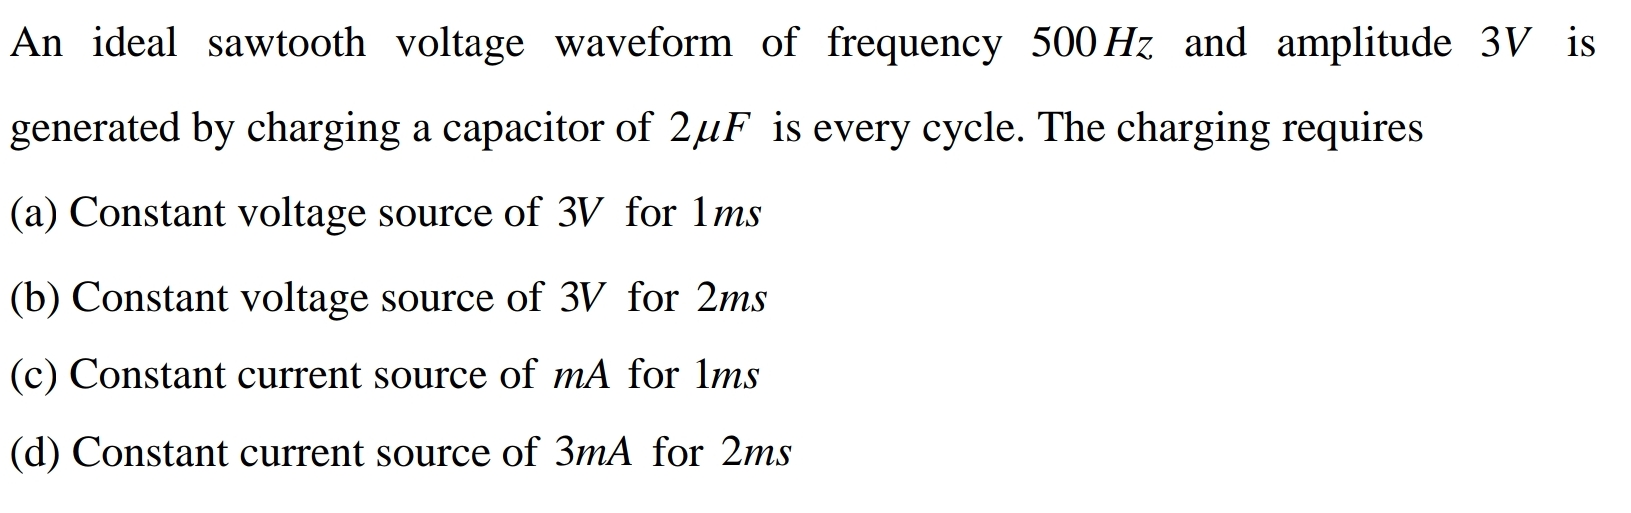 An ideal sawtooth voltage waveform of frequency 500 Hz and amplitude 3V is
generated by charging a capacitor of 2μF is every cycle. The charging requires
(a) Constant voltage source of 3V for 1ms
(b) Constant voltage source of 3V for 2ms
(c) Constant current source of mA for 1ms
(d) Constant current source of 3mA for 2ms